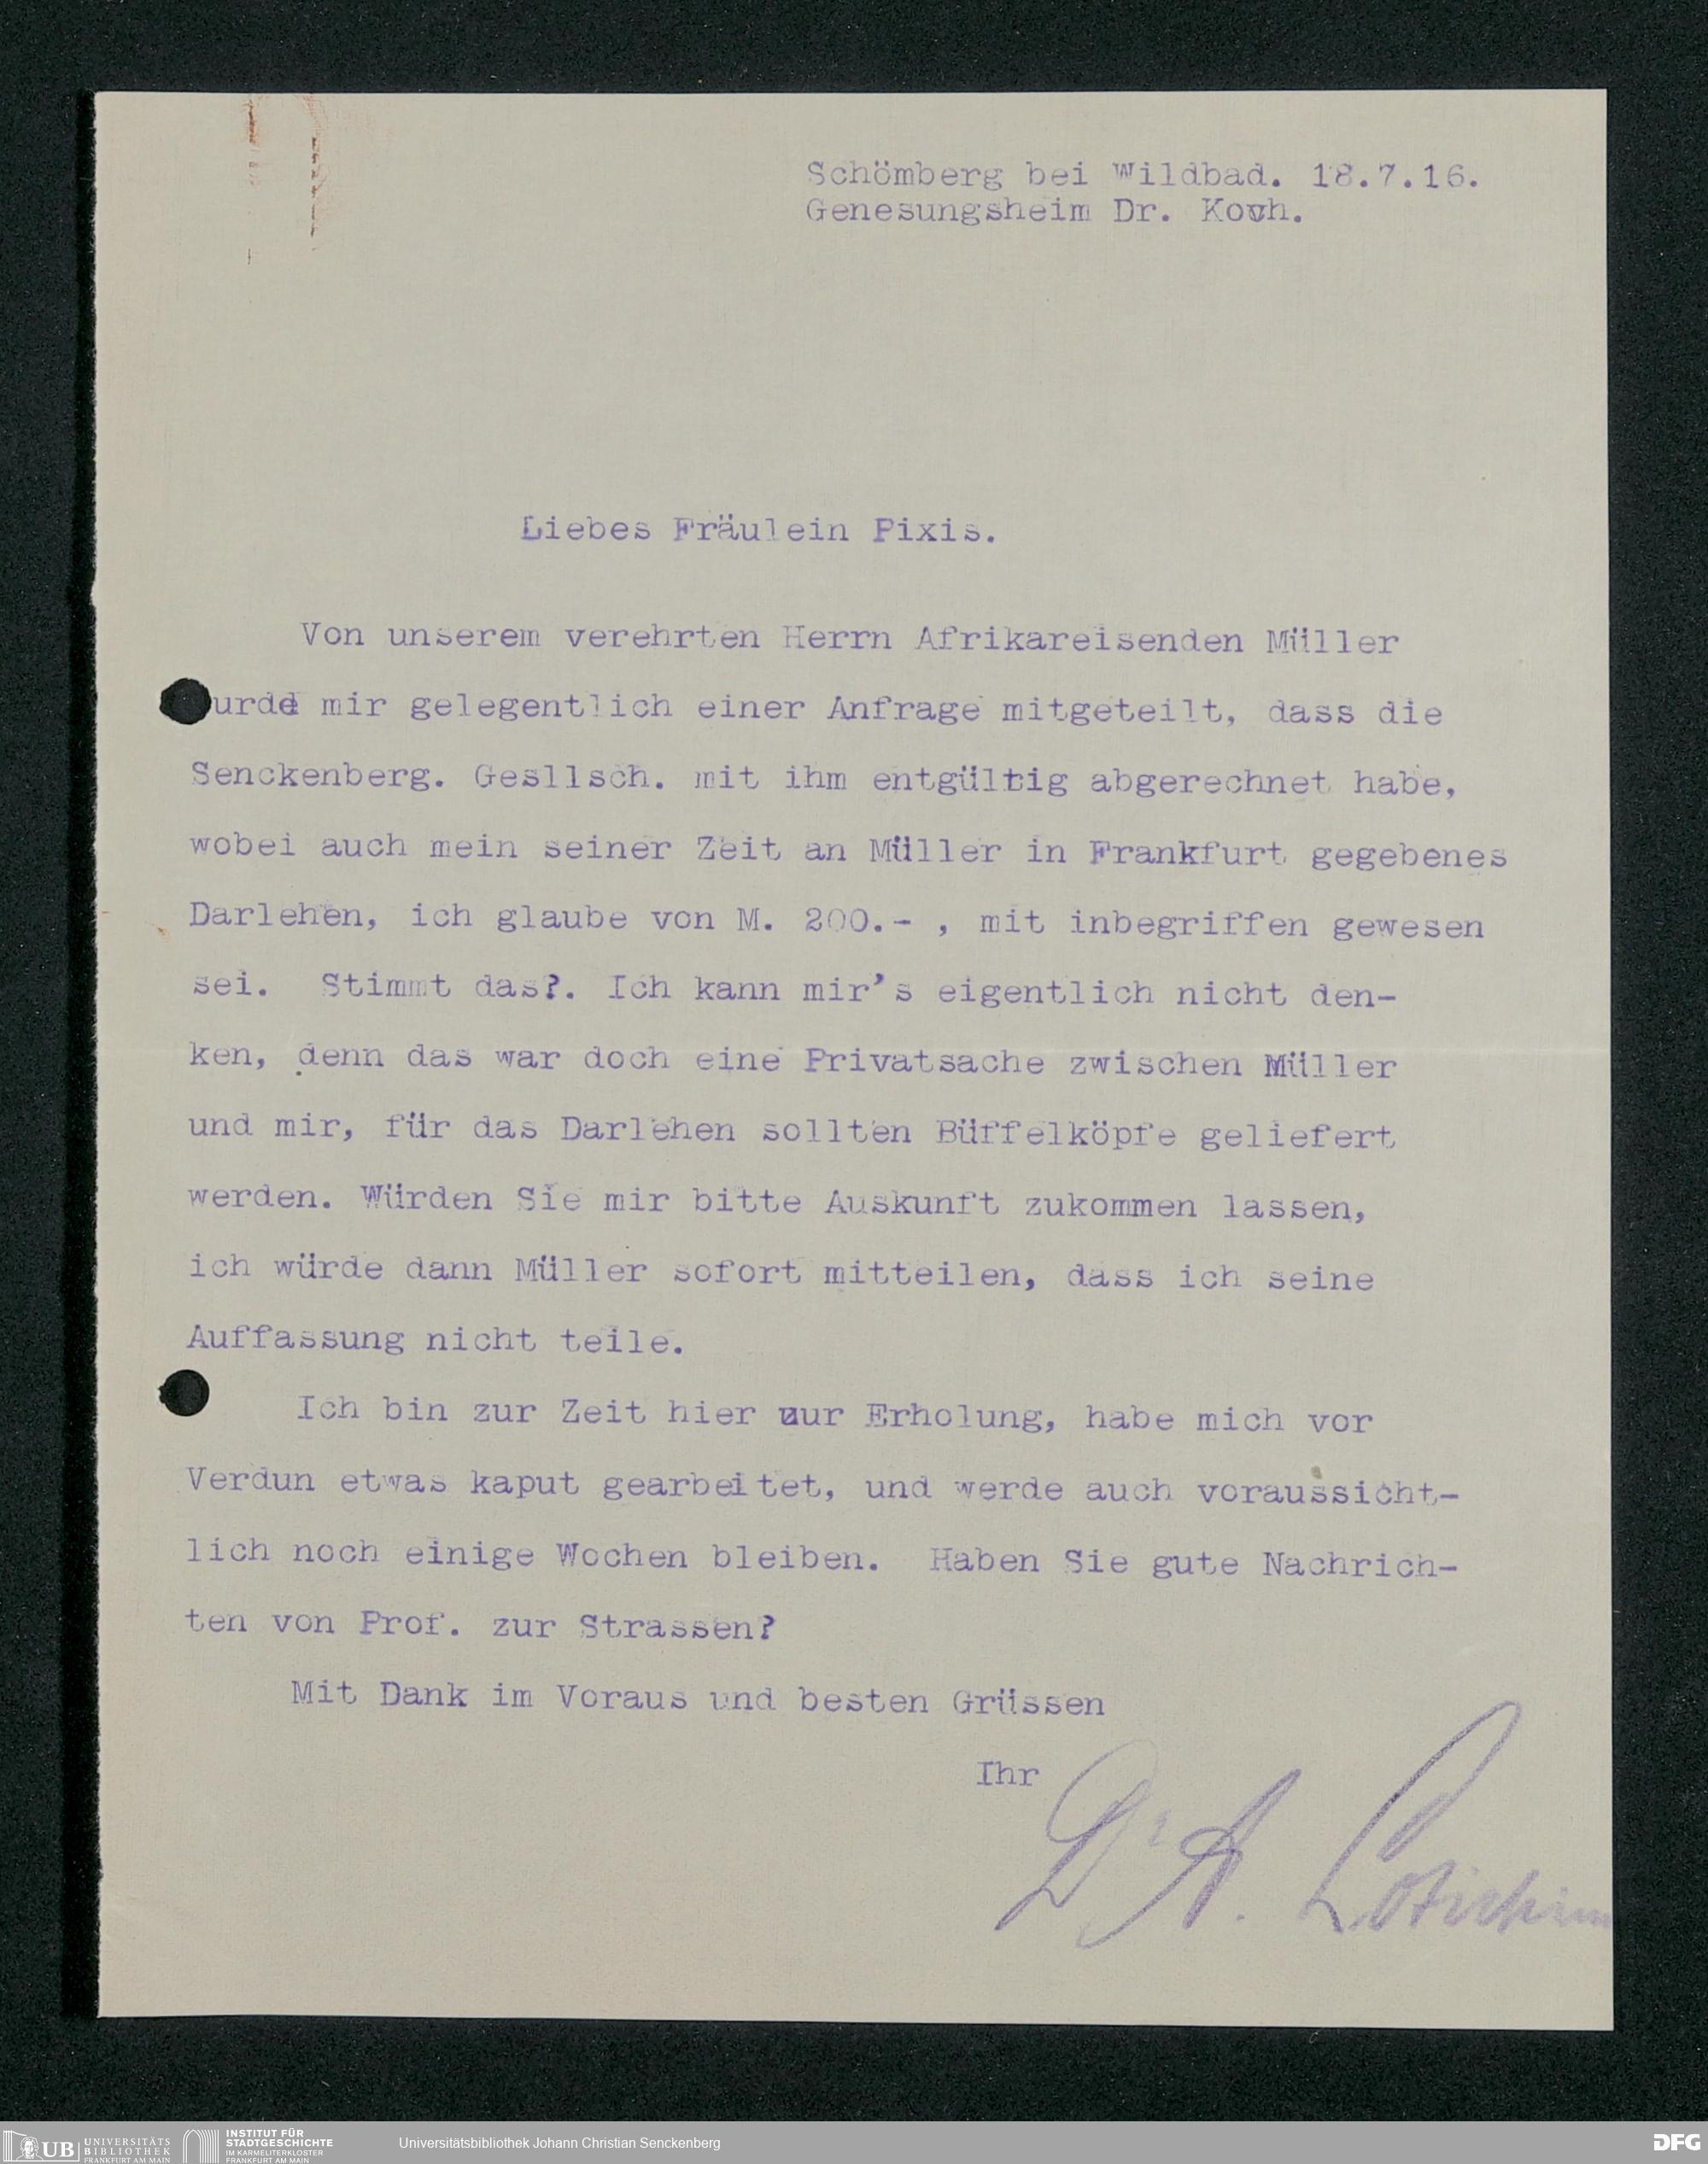 Schömberg bei Wildbad. 18.7.16.
Genesungsheim Dr. Koch.
Liebes Fräulein Pixis.
Von unserem verehrten Herrn Afrikareisenden Müller
urde mir gelegentlich einer Anfrage mitgeteilt, dass die
Senckenberg. Gesllsch. mit ihm entgültig abgerechnet habe,
wobei auch mein seiner Zeit an Müller in Frankfurt gegebenes
Darlehen, ich glaube von M. 200.- , mit inbegriffen gewesen
sei. Stimmt das?. Ich kann mir's eigentlich nicht den-
ken, denn das war doch eine Privatsache zwischen Müller
und mir, für das Darlehen sollten Büffelköpfe geliefert
werden. Würden Sie mir bitte Auskunft zukommen lassen,
ich würde dann Müller sofort mitteilen, dass ich seine
Auffassung nicht teile.
Ich bin zur Zeit hier zur Erholung, habe mich vor
Verdun etwas kaput gearbeitet, und werde auch voraussicht-
lich noch einige Wochen bleiben. Haben Sie gute Nachrich-
ten von Prof. zur Strassen?
Mit Dank im Voraus und besten Grüssen
Ihr
Dr A.
UB UNIVERSITÄTS BIBLIOTHEK FRANKFURT AM MAIN
INSTITUT FÜR STADTGESCHICHTE IM KARMELITERKLOSTER FRANKFURT AM MAIN
Universitätsbibliothek Johann Christian Senckenberg
DFG